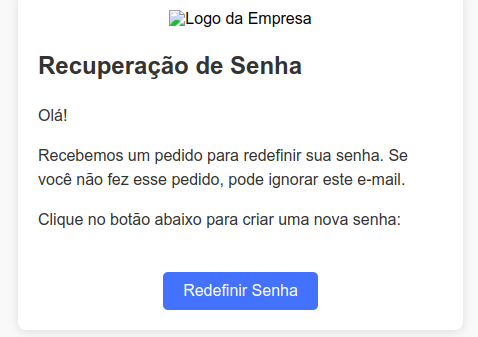 Logo da Empresa
Recuperação de Senha
Olá!
Recebemos um pedido para redefinir sua senha. Se
você não fez esse pedido, pode ignorar este e-mail.
Clique no botão abaixo para criar uma nova senha:
Redefinir Senha